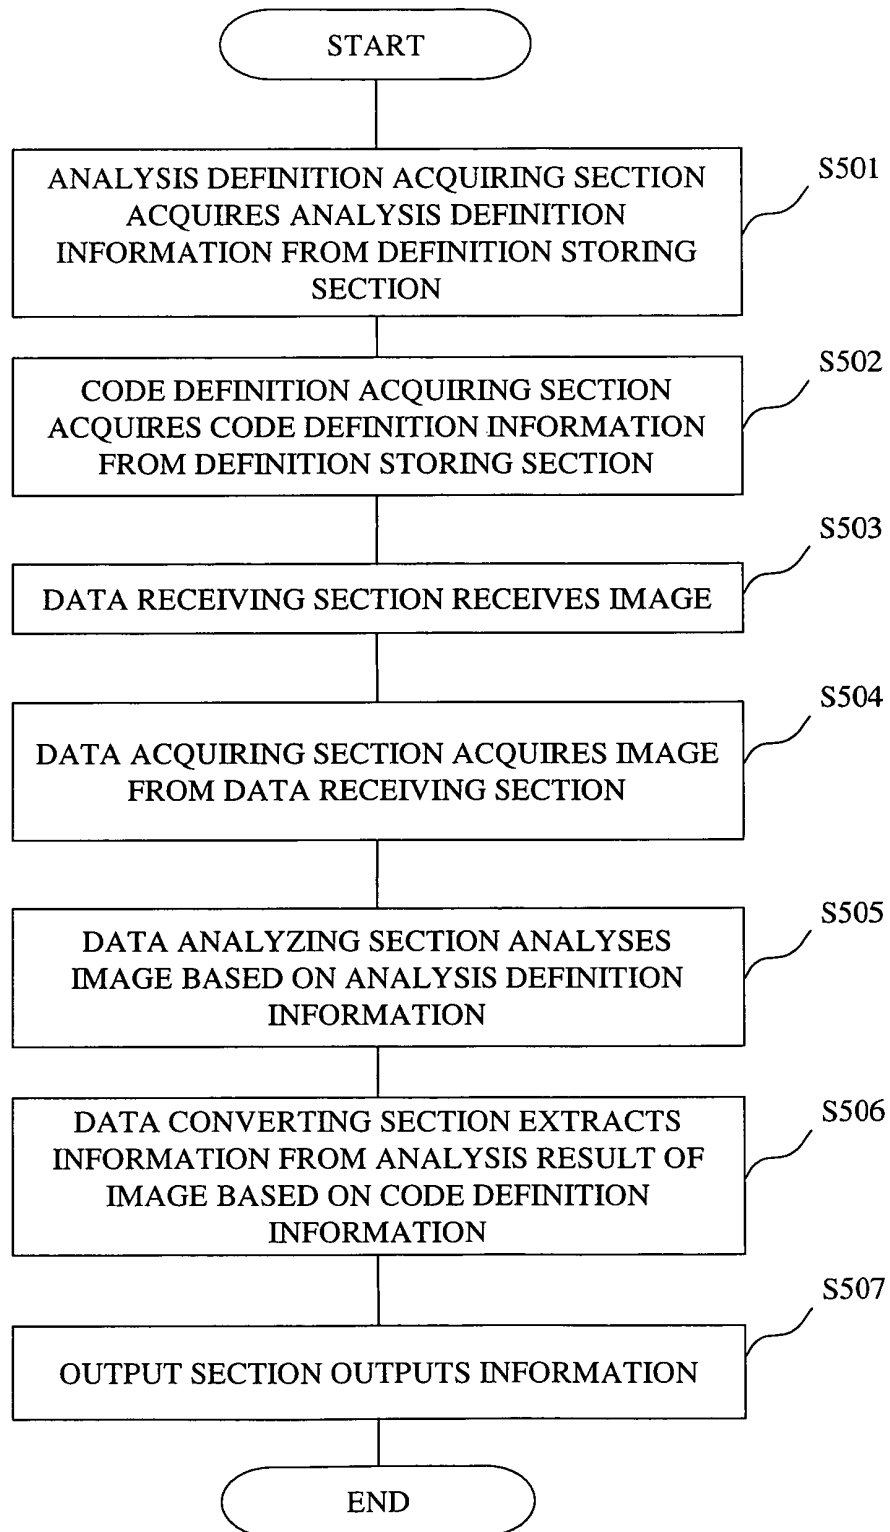 START
S501
ANALYSIS DEFINITION ACQUIRING SECTION
ACQUIRES ANALYSIS DEFINITION
INFORMATION FROM DEFINITION STORING
SECTION
S502
CODE DEFINITION ACQUIRING SECTION
ACQUIRES CODE DEFINITION INFORMATION
FROM DEFINITION STORING SECTION
S503
DATA RECEIVING SECTION RECEIVES IMAGE
S504
DATA ACQUIRING SECTION ACQUIRES IMAGE
FROM DATA RECEIVING SECTION
S505
DATA ANALYZING SECTION ANALYSES
IMAGE BASED ON ANALYSIS DEFINITION
INFORMATION
S506
DATA CONVERTING SECTION EXTRACTS
INFORMATION FROM ANALYSIS RESULT OF
IMAGE BASED ON CODE DEFINITION
INFORMATION
S507
OUTPUT SECTION OUTPUTS INFORMATION
END